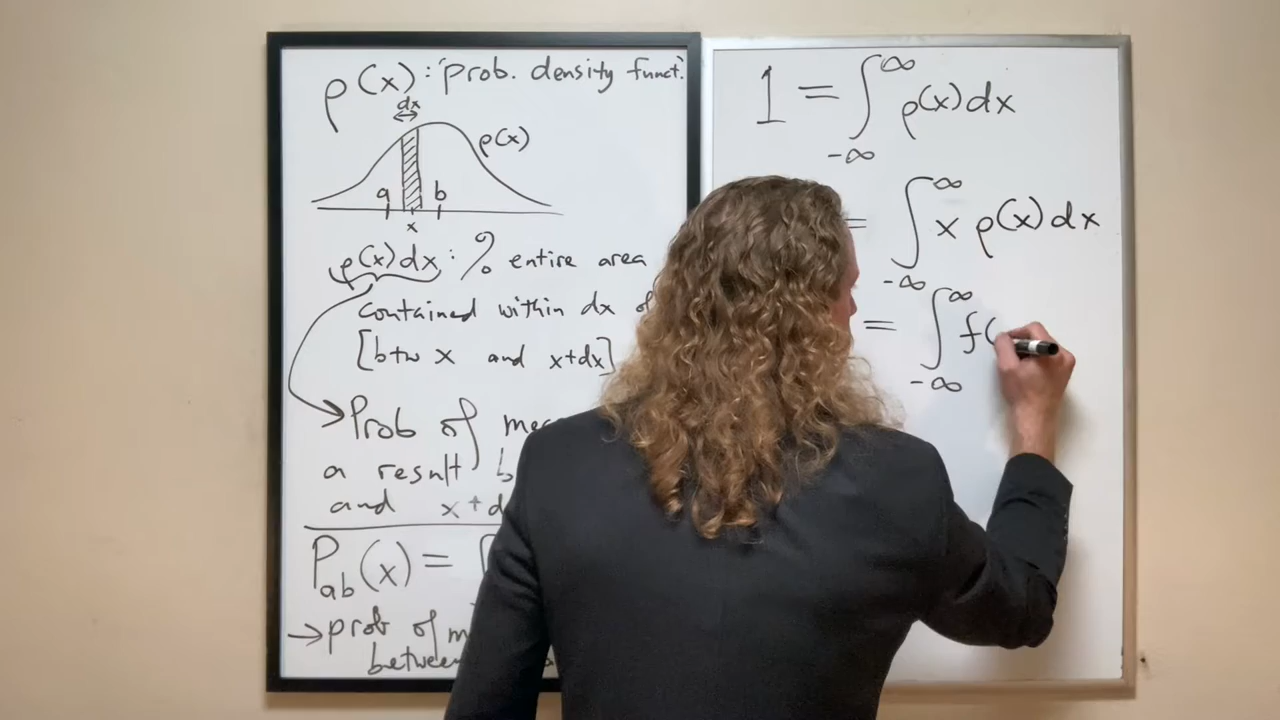 ρ(x): "prob. density funct".
dx
ρ(x)
a b
x
ρ(x)dx: % entire area
contained within dx
[btw x and x+dx]
Prob of
a result
and x+d
P_ab(x) = ∫
→prob of m
between
1 = ∫_{-∞}^{∞} ρ(x)dx
= ∫_{-∞}^{∞} x ρ(x)dx
= ∫_{-∞}^{∞} f(